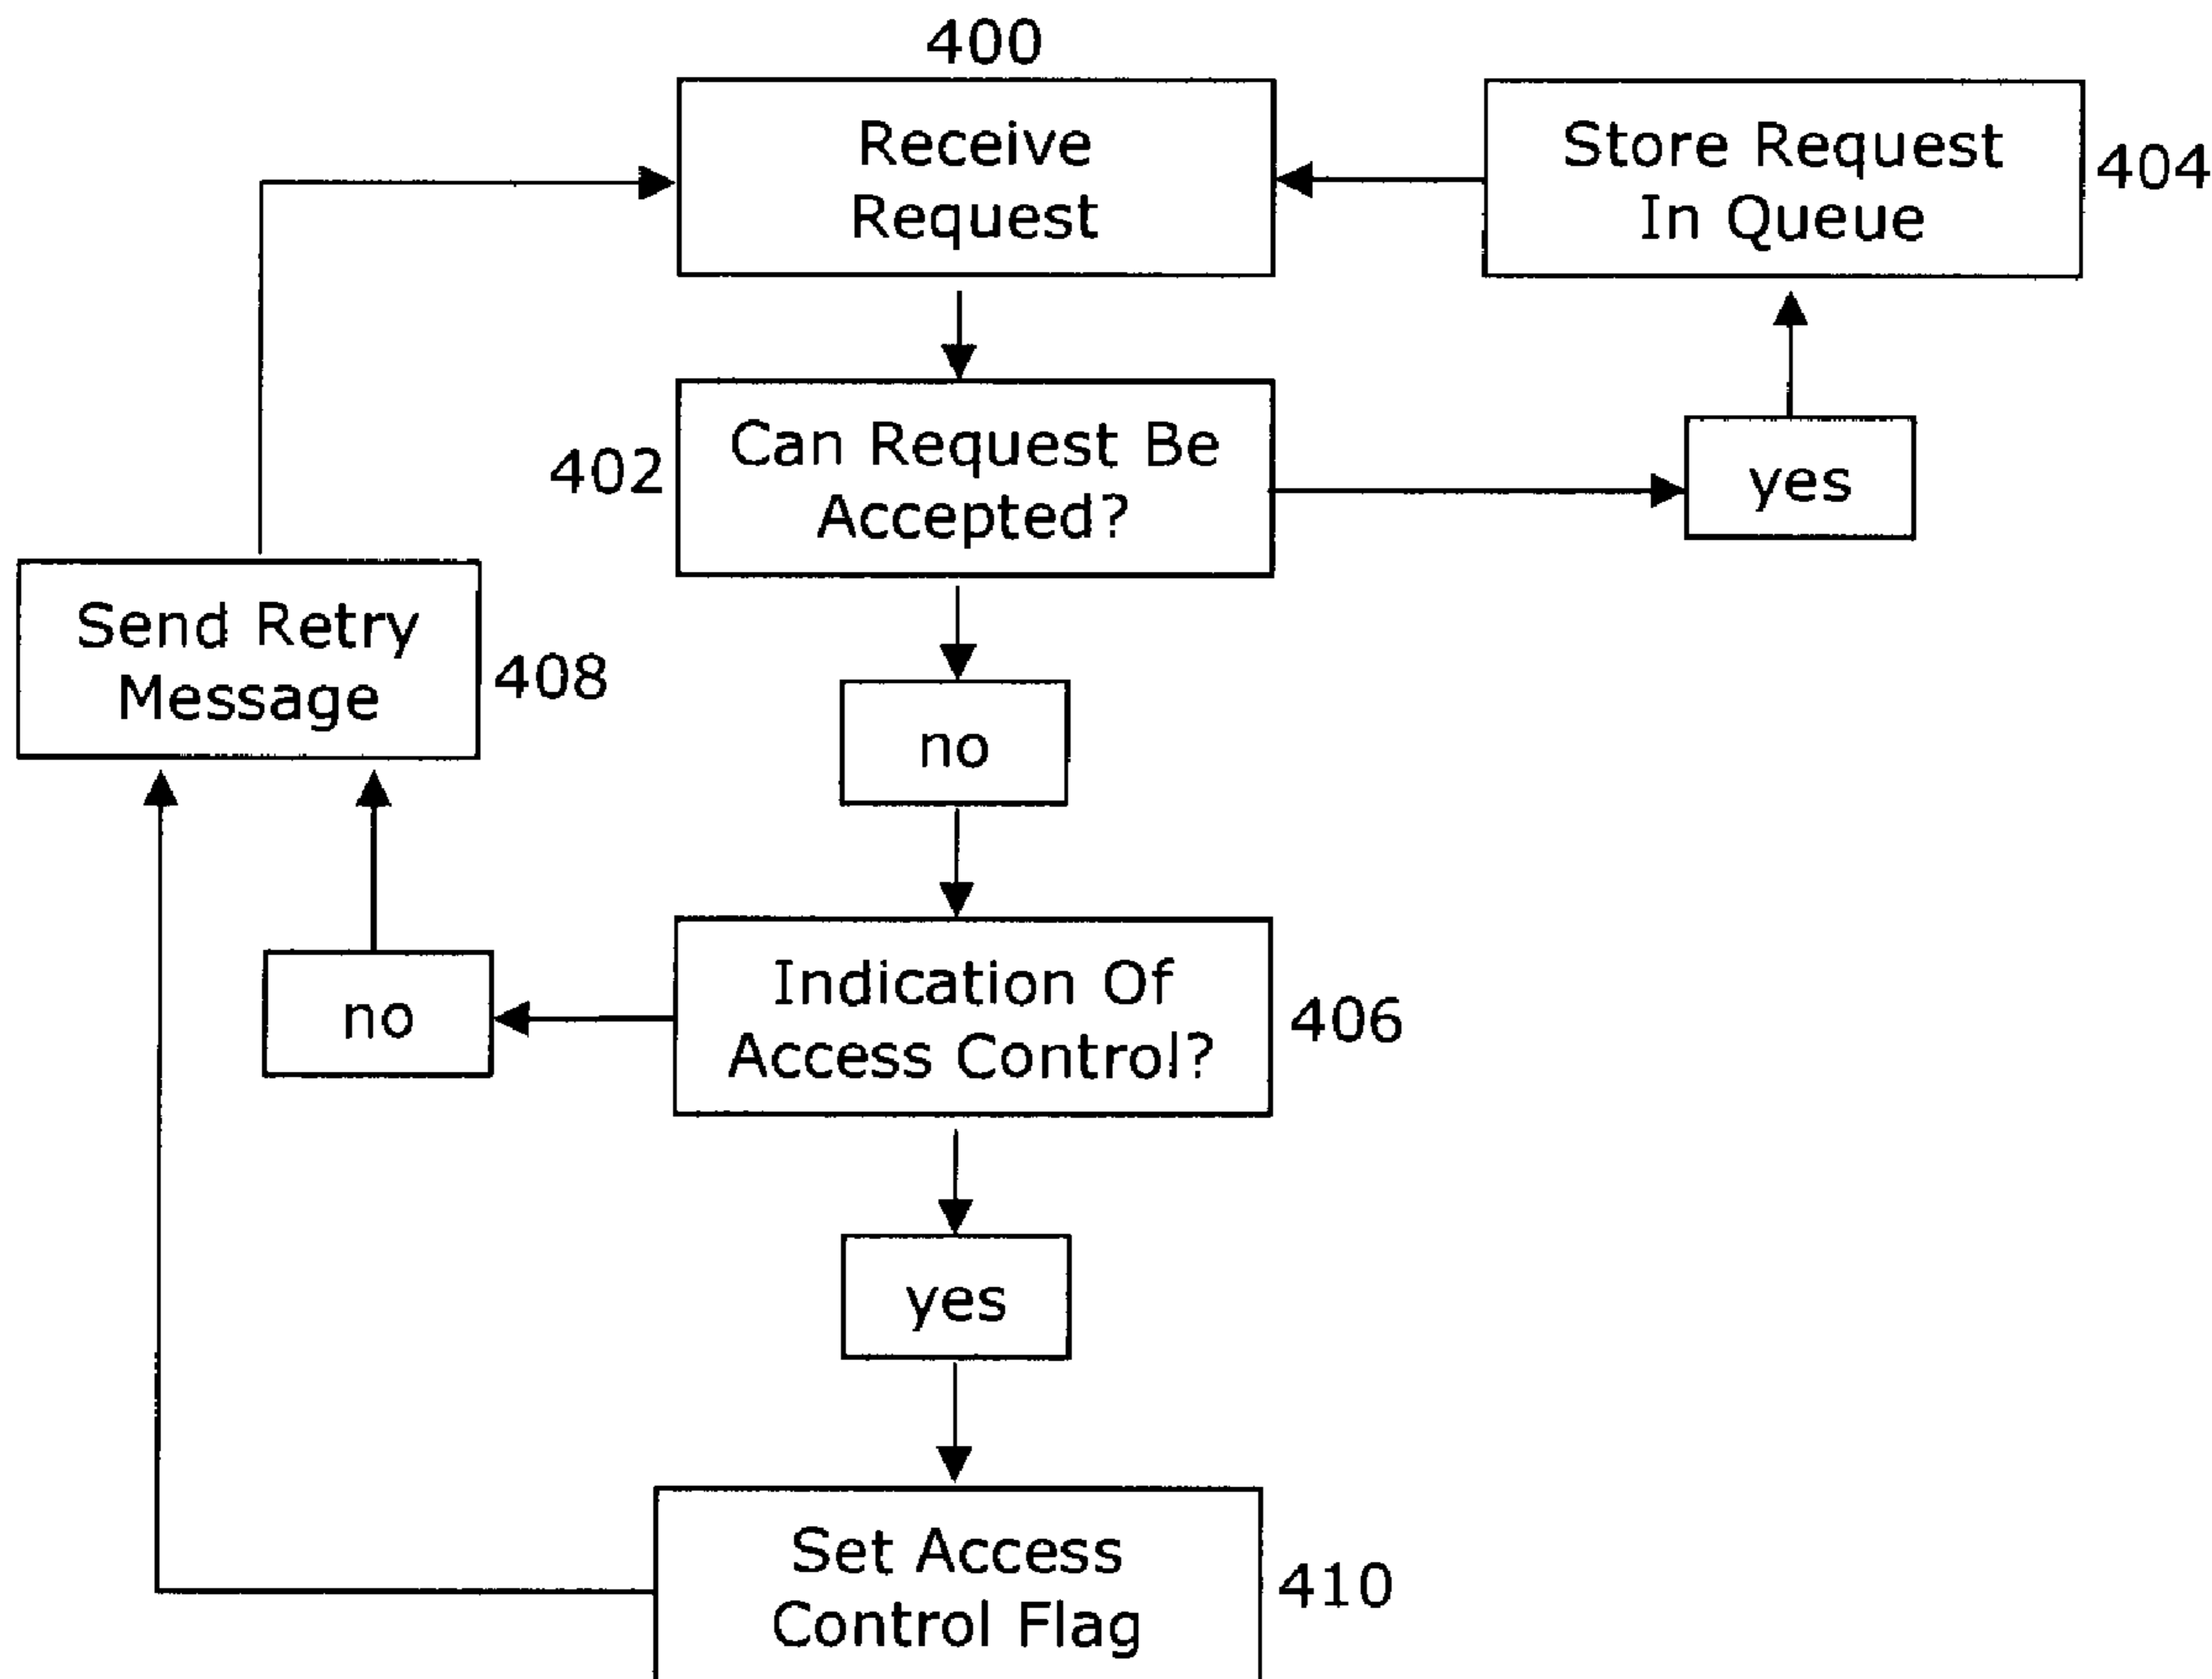 400
Receive
Request
Store Request
In Queue
404
402
Can Request Be
Accepted?
yes
Send Retry
Message
408
no
no
Indication Of
Access Control?
406
yes
Set Access
Control Flag
410